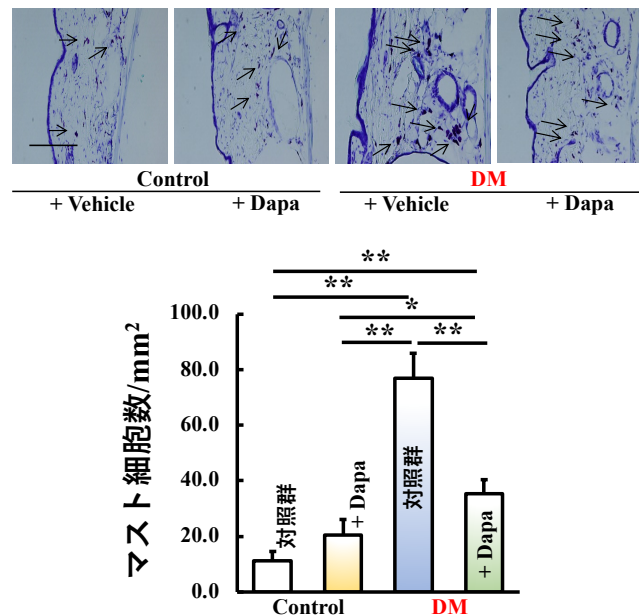 Control DM
+ Vehicle + Dapa + Vehicle + Dapa
**
**
*
** **
100.0
80.0
60.0
40.0
20.0
0.0
マスト細胞数/mm²
対照群
+ Dapa
対照群
+ Dapa
Control DM